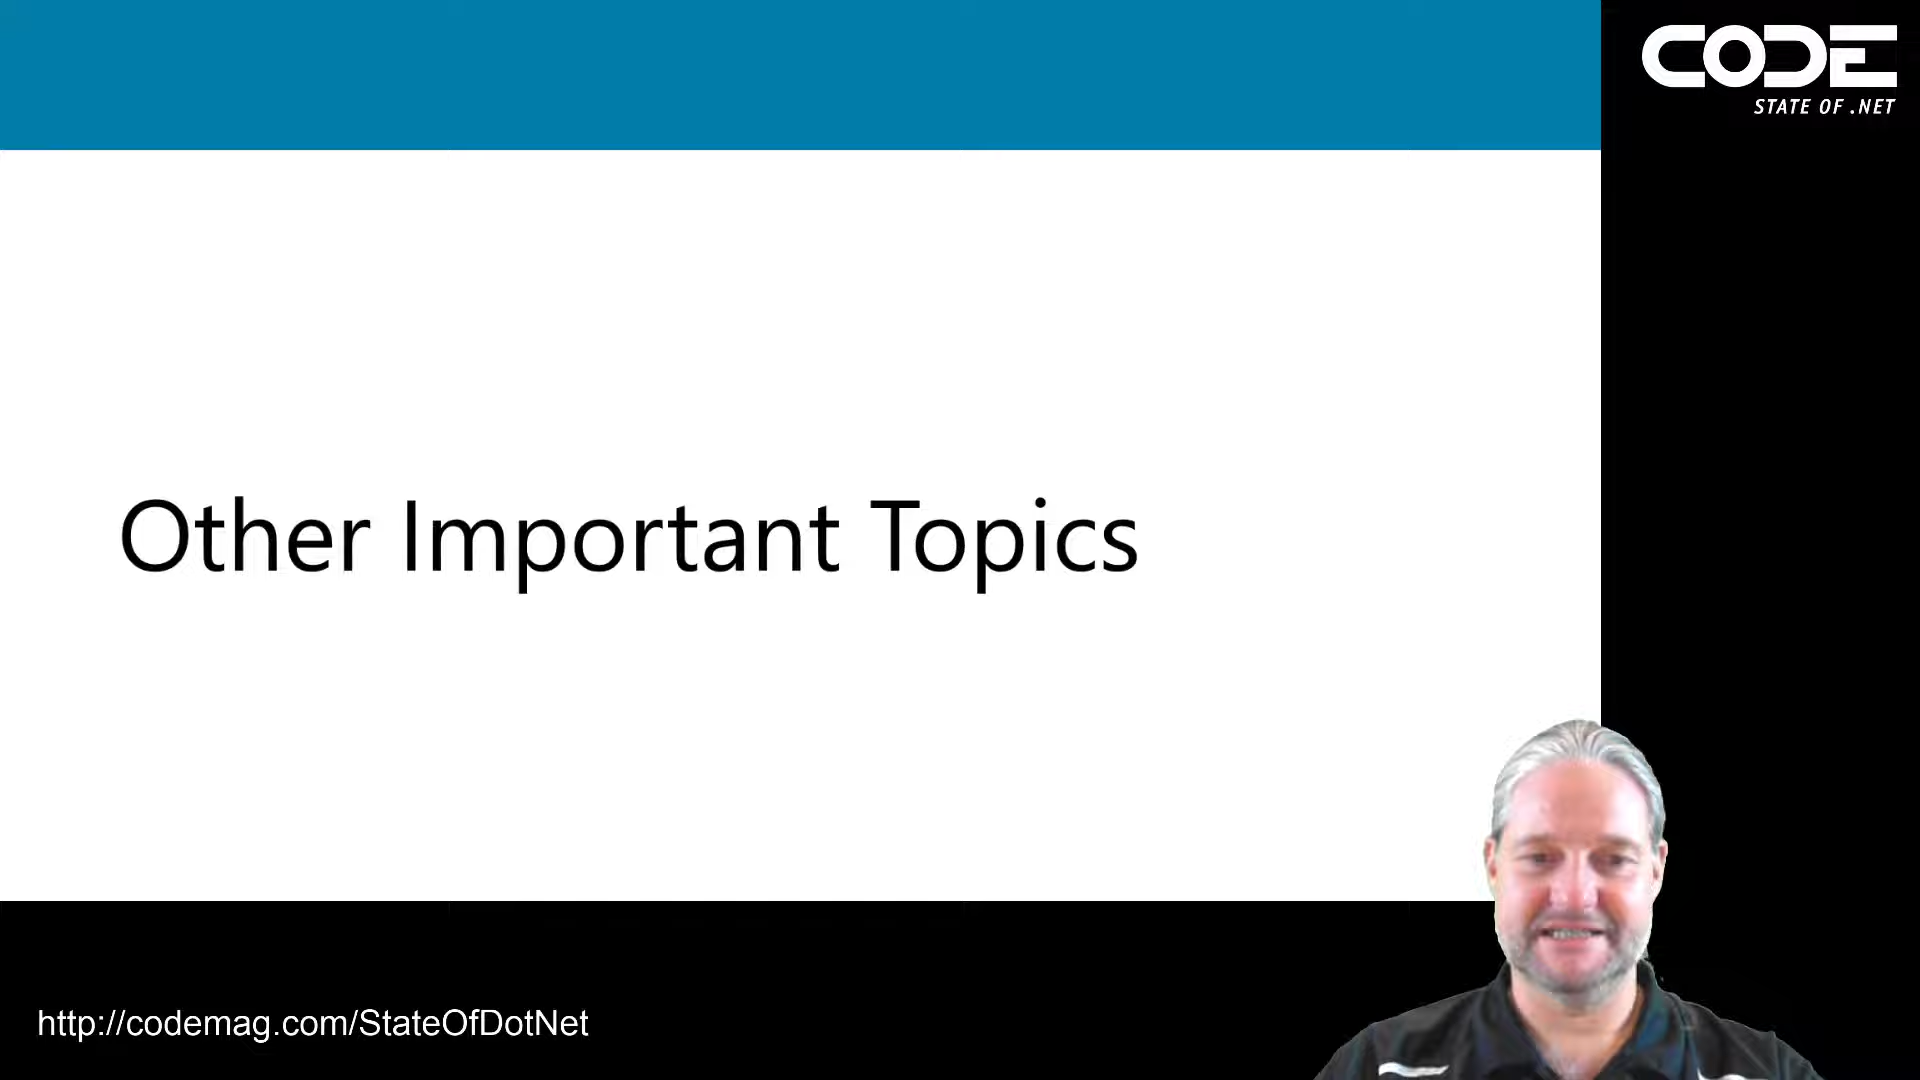 CODE
STATE OF .NET
Other Important Topics
http://codemag.com/StateOfDotNet